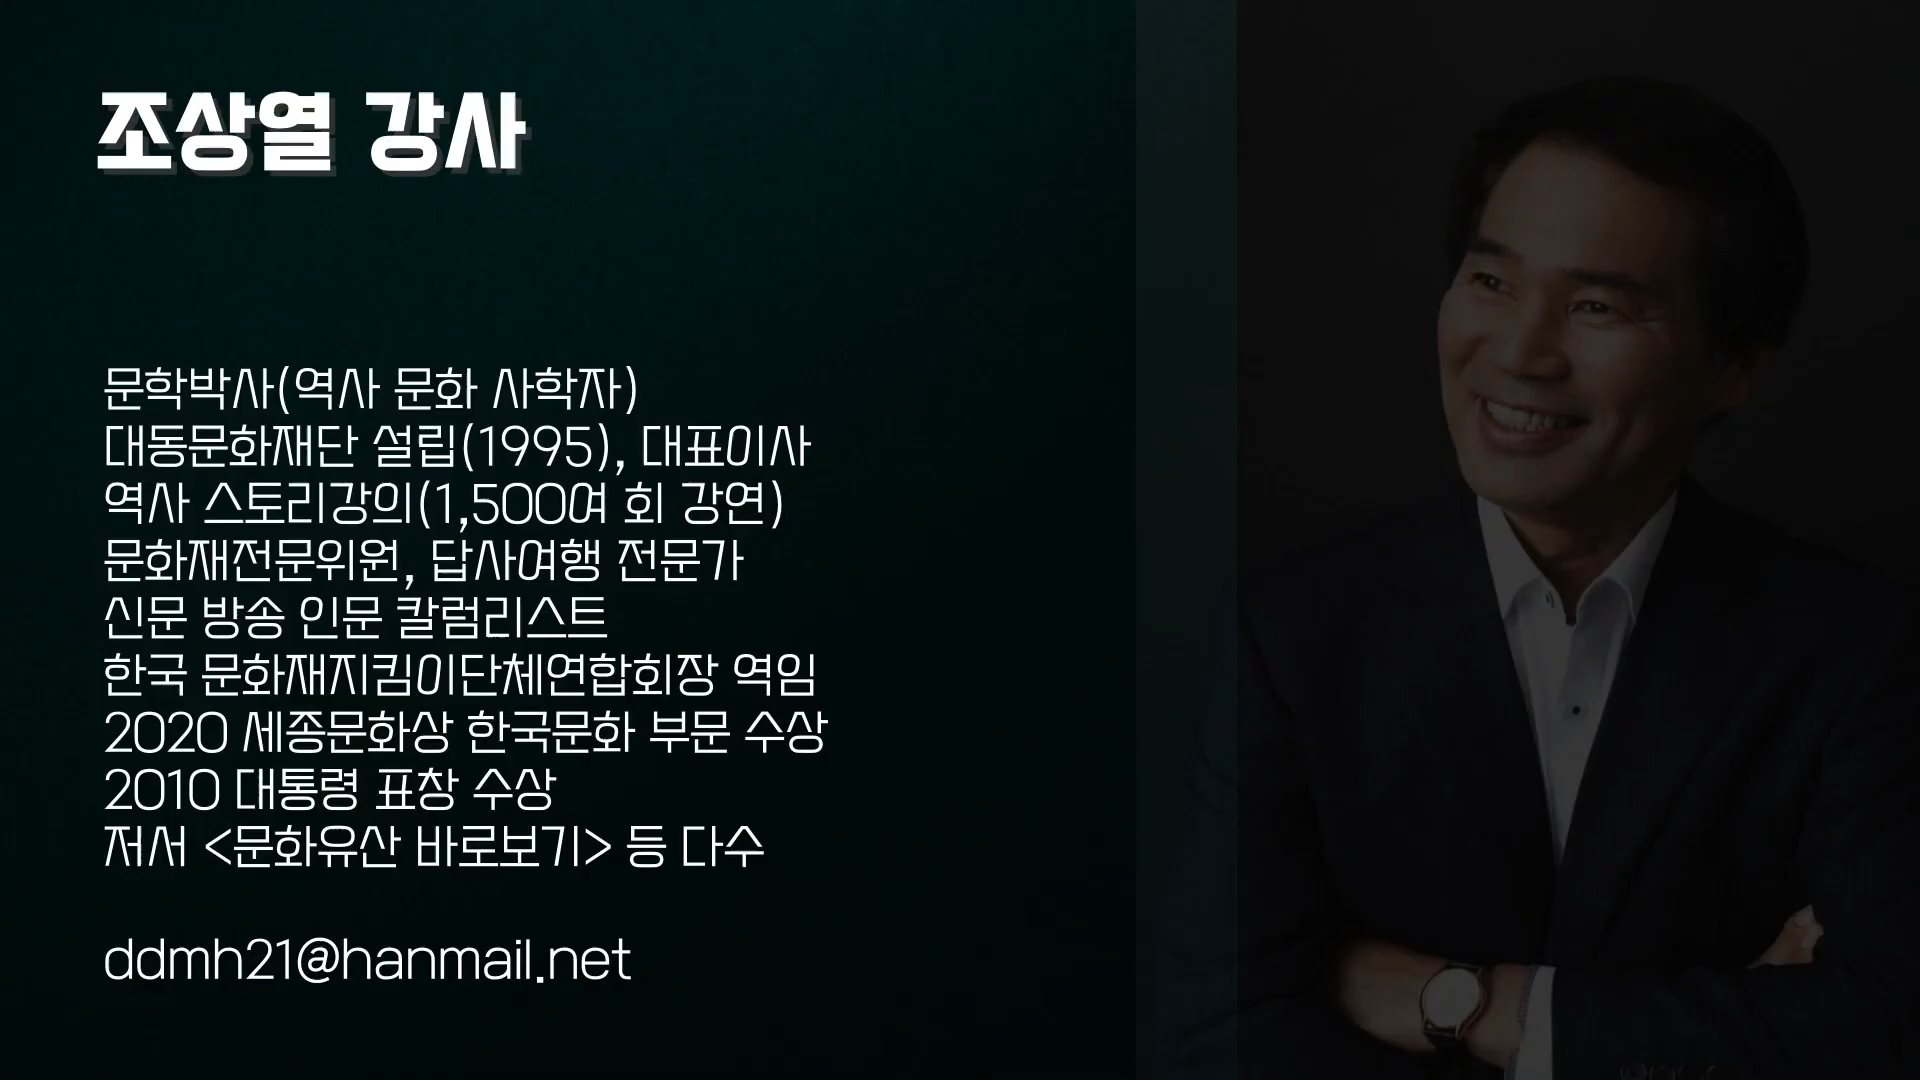 조상열 강사
문학박사(역사 문화 사학자)
대동문화재단 설립(1995), 대표이사
역사 스토리강의(1,500여 회 강연)
문화재전문위원, 답사여행 전문가
신문 방송 인문 칼럼리스트
한국 문화재지킴이단체연합회장 역임
2020 세종문화상 한국문화 부문 수상
2010 대통령 표창 수상
저서 <문화유산 바로보기> 등 다수
ddmh21@hanmail.net